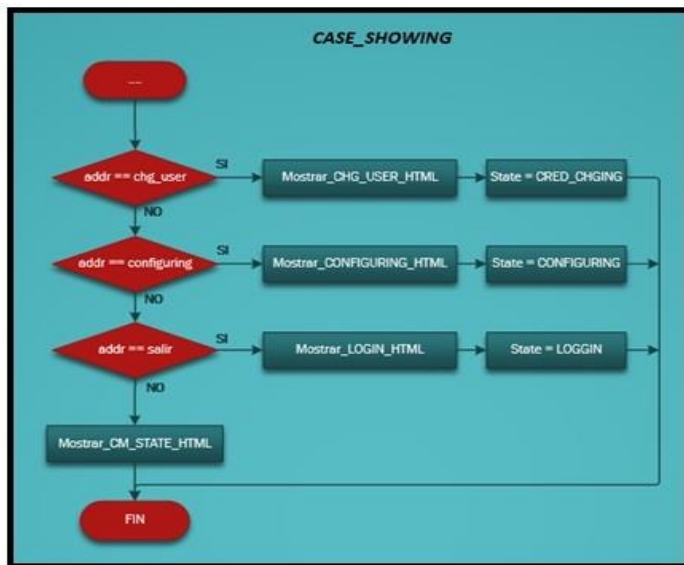 CASE_SHOWING
...
addr == chg_user
SI
Mostrar_CHG_USER_HTML
State = CRED_CHGING
NO
addr == configuring
SI
Mostrar_CONFIGURING_HTML
State = CONFIGURING
NO
addr == salir
SI
Mostrar_LOGIN_HTML
State = LOGGIN
NO
Mostrar_CM_STATE_HTML
FIN